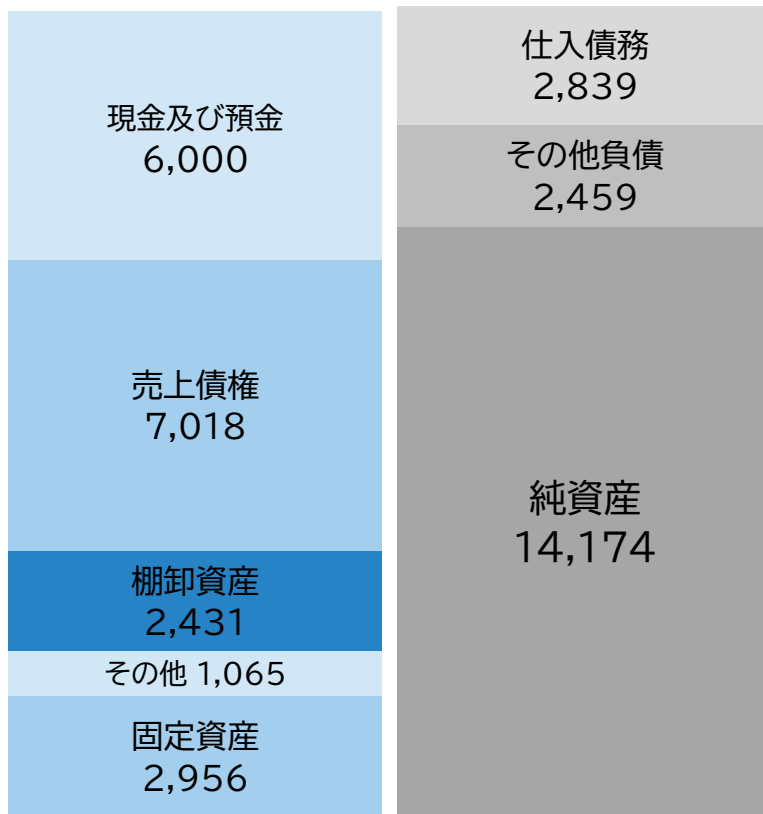 現金及び預金
6,000
売上債権
7,018
棚卸資産
2,431
その他 1,065
固定資産
2,956
仕入債務
2,839
その他負債
2,459
純資産
14,174